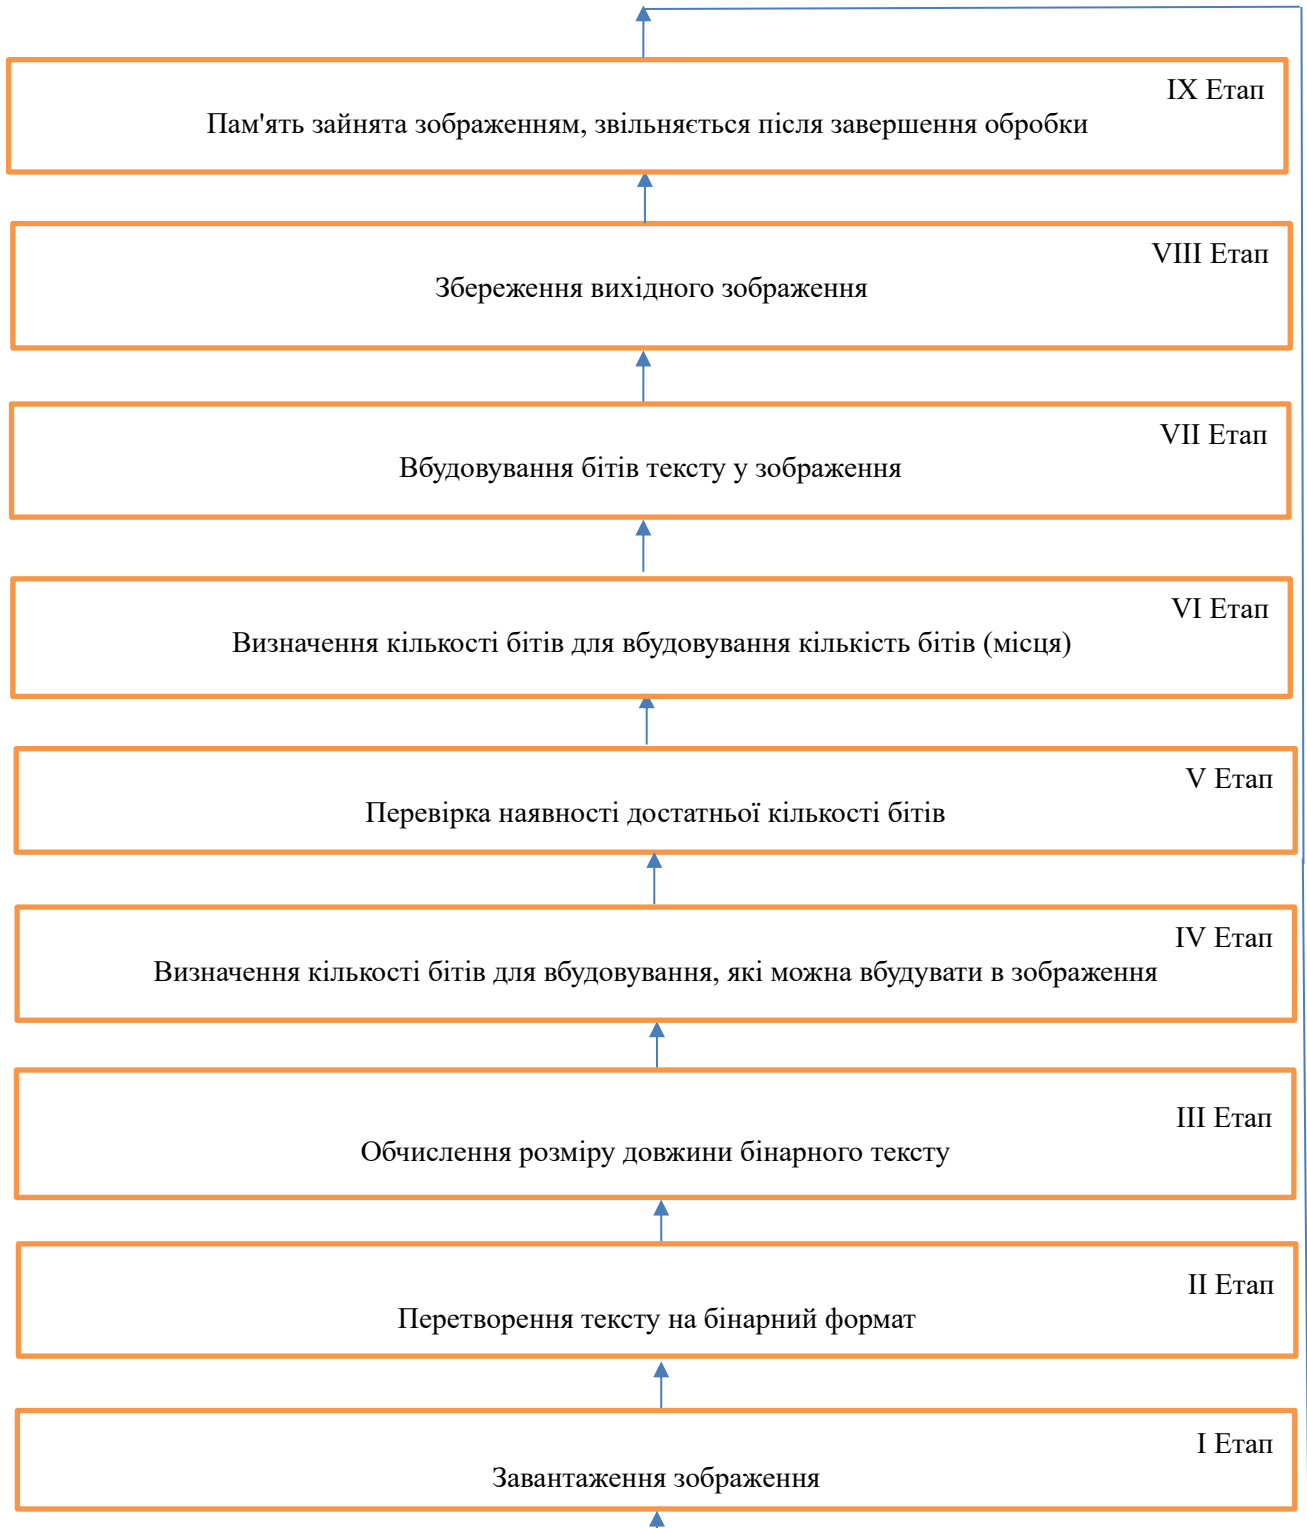 IX Етап
Пам'ять зайнята зображенням, звільняється після завершення обробки
VIII Етап
Збереження вихідного зображення
VII Етап
Вбудовування бітів тексту у зображення
VI Етап
Визначення кількості бітів для вбудовування кількість бітів (місця)
V Етап
Перевірка наявності достатньої кількості бітів
IV Етап
Визначення кількості бітів для вбудовування, які можна вбудувати в зображення
III Етап
Обчислення розміру довжини бінарного тексту
II Етап
Перетворення тексту на бінарний формат
I Етап
Завантаження зображення